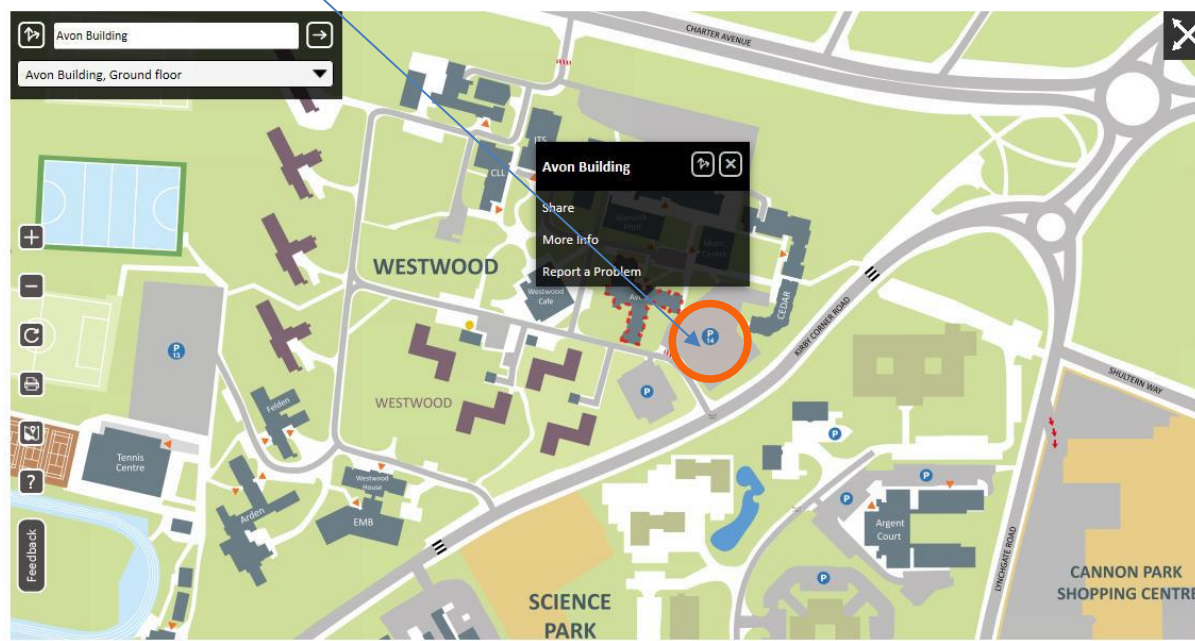 Avon Building
Avon Building, Ground floor
CHARTER AVENUE
ITS
CLL
Avon Building
Share
More Info
Report a Problem
Warwick
Print
WESTWOOD
Westwood
Cafe
CEDAR
KIRBY CORNER ROAD
P
14
P
13
P
SHULTERN WAY
WESTWOOD
Felden
Tennis
Centre
Westwood
House
Arden
EMB
P
P
P
Argent
Court
LYNCHGATE ROAD
P
?
Feedback
SCIENCE
PARK
CANNON PARK
SHOPPING CENTRE